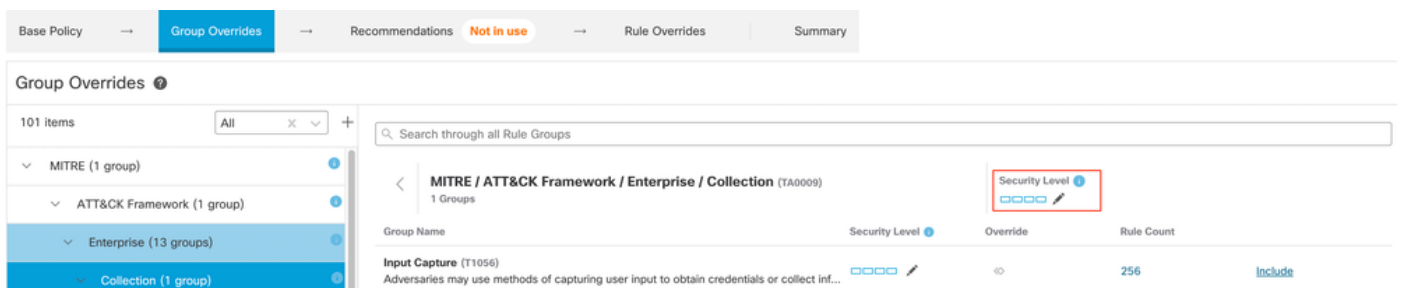 Base Policy → Group Overrides → Recommendations Not in use → Rule Overrides Summary
Group Overrides
101 items All
Search through all Rule Groups
MITRE (1 group)
MITRE / ATT&CK Framework / Enterprise / Collection (TA0009)
Security Level
1 Groups
ATT&CK Framework (1 group)
Group Name Security Level Override Rule Count
Enterprise (13 groups)
Input Capture (T1056)
Adversaries may use methods of capturing user input to obtain credentials or collect inf...
256 Include
Collection (1 group)